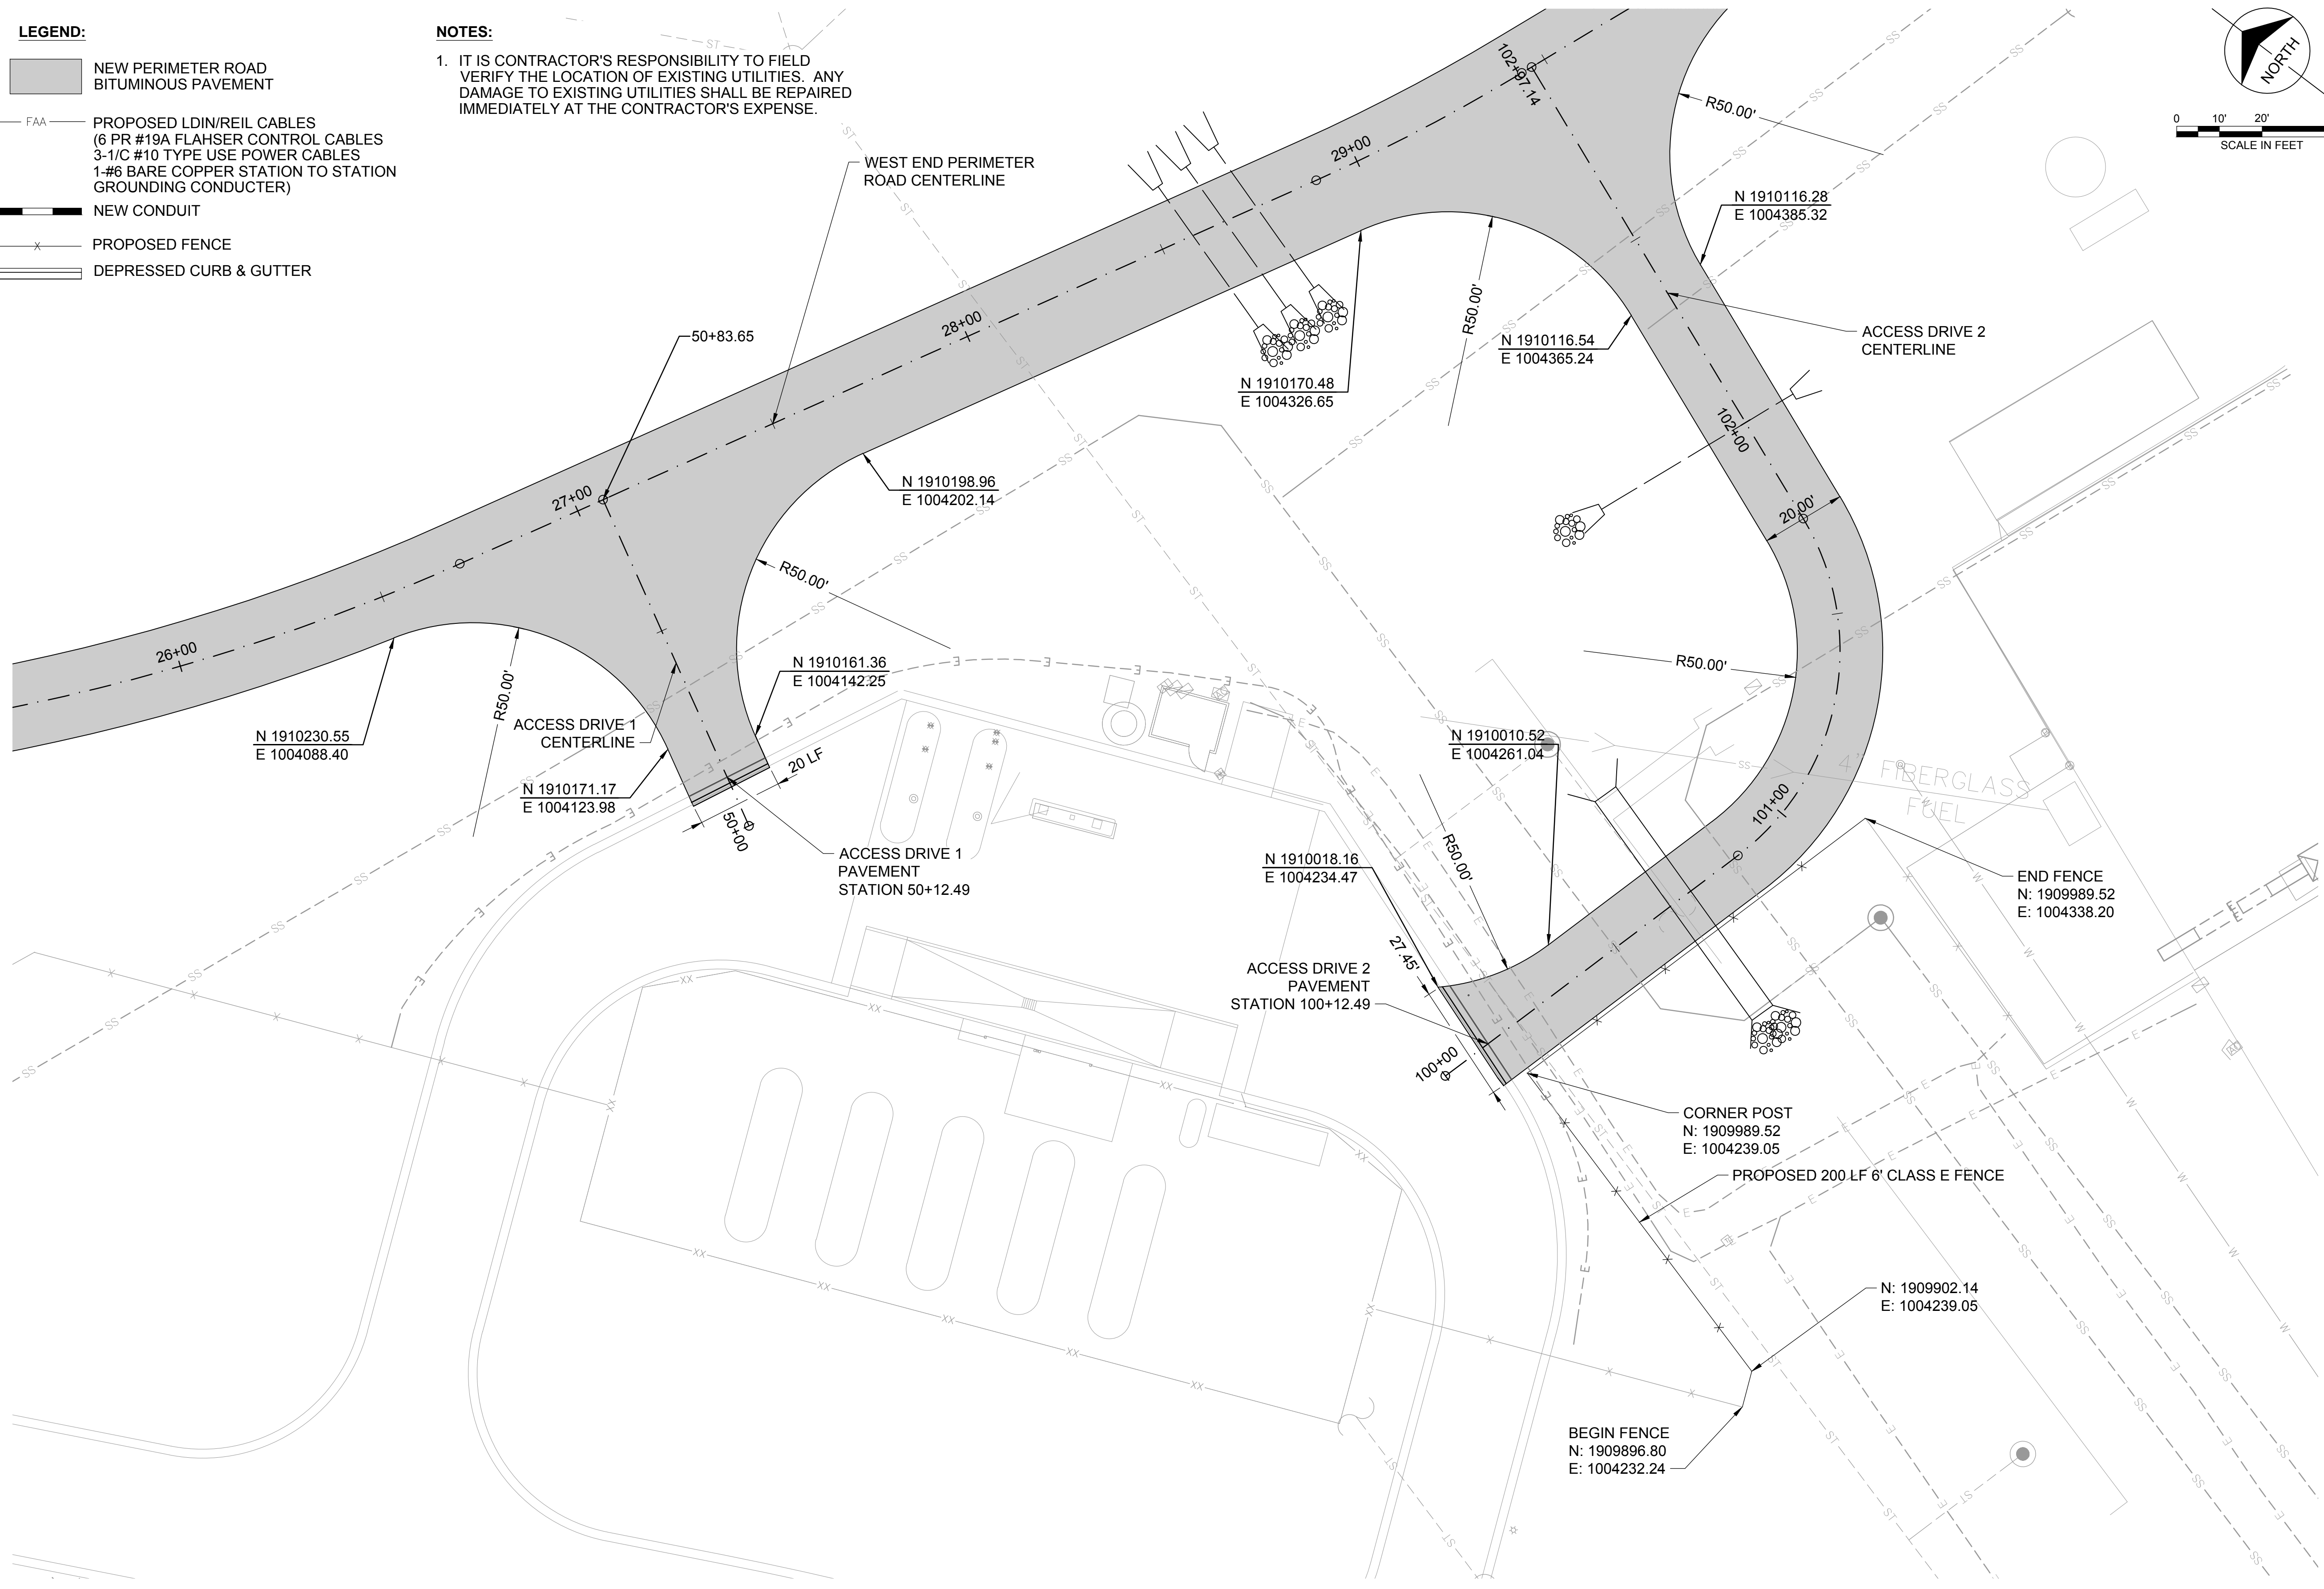 LEGEND:
NEW PERIMETER ROAD
BITUMINOUS PAVEMENT
FAA
PROPOSED LDIN/REIL CABLES
(6 PR #19A FLAHSER CONTROL CABLES
3-1/C #10 TYPE USE POWER CABLES
1-#6 BARE COPPER STATION TO STATION
GROUNDING CONDUCTER)
NEW CONDUIT
X
PROPOSED FENCE
DEPRESSED CURB & GUTTER
NOTES:
1. IT IS CONTRACTOR'S RESPONSIBILITY TO FIELD
VERIFY THE LOCATION OF EXISTING UTILITIES. ANY
DAMAGE TO EXISTING UTILITIES SHALL BE REPAIRED
IMMEDIATELY AT THE CONTRACTOR'S EXPENSE.
NORTH
0 10' 20'
SCALE IN FEET
WEST END PERIMETER
ROAD CENTERLINE
102+97.14
R50.00'
29+00
N 1910116.28
E 1004385.32
28+00
50+83.65
R50.00'
N 1910116.54
E 1004365.24
ACCESS DRIVE 2
CENTERLINE
N 1910170.48
E 1004326.65
102+00
27+00
N 1910198.96
E 1004202.14
20.00'
R50.00'
26+00
R50.00'
N 1910161.36
E 1004142.25
R50.00'
ACCESS DRIVE 1
CENTERLINE
N 1910230.55
E 1004088.40
N 1910010.52
E 1004261.04
20 LF
N 1910171.17
E 1004123.98
50+00
4' FIBERGLASS
FUEL
101+00
ACCESS DRIVE 1
PAVEMENT
STATION 50+12.49
N 1910018.16
E 1004234.47
R50.00'
END FENCE
N: 1909989.52
E: 1004338.20
27.45'
ACCESS DRIVE 2
PAVEMENT
STATION 100+12.49
100+00
CORNER POST
N: 1909989.52
E: 1004239.05
PROPOSED 200 LF 6' CLASS E FENCE
N: 1909902.14
E: 1004239.05
BEGIN FENCE
N: 1909896.80
E: 1004232.24